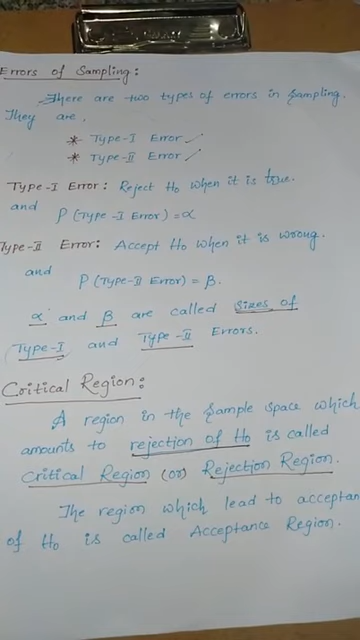 Errors of Sampling:
There are two types of errors in sampling.
They are,
* Type-I Error
* Type-II Error
Type-I Error: Reject H0 when it is true.
and
P(Type-I Error) = α
Type-II Error: Accept H0 when it is wrong.
and
P(Type-II Error) = β.
α and β are called sizes of
Type-I and Type-II Errors.
Critical Region:
A region in the sample space which
amounts to rejection of H0 is called
Critical Region (or) Rejection Region.
The region which lead to acceptan
of H0 is called Acceptance Region.